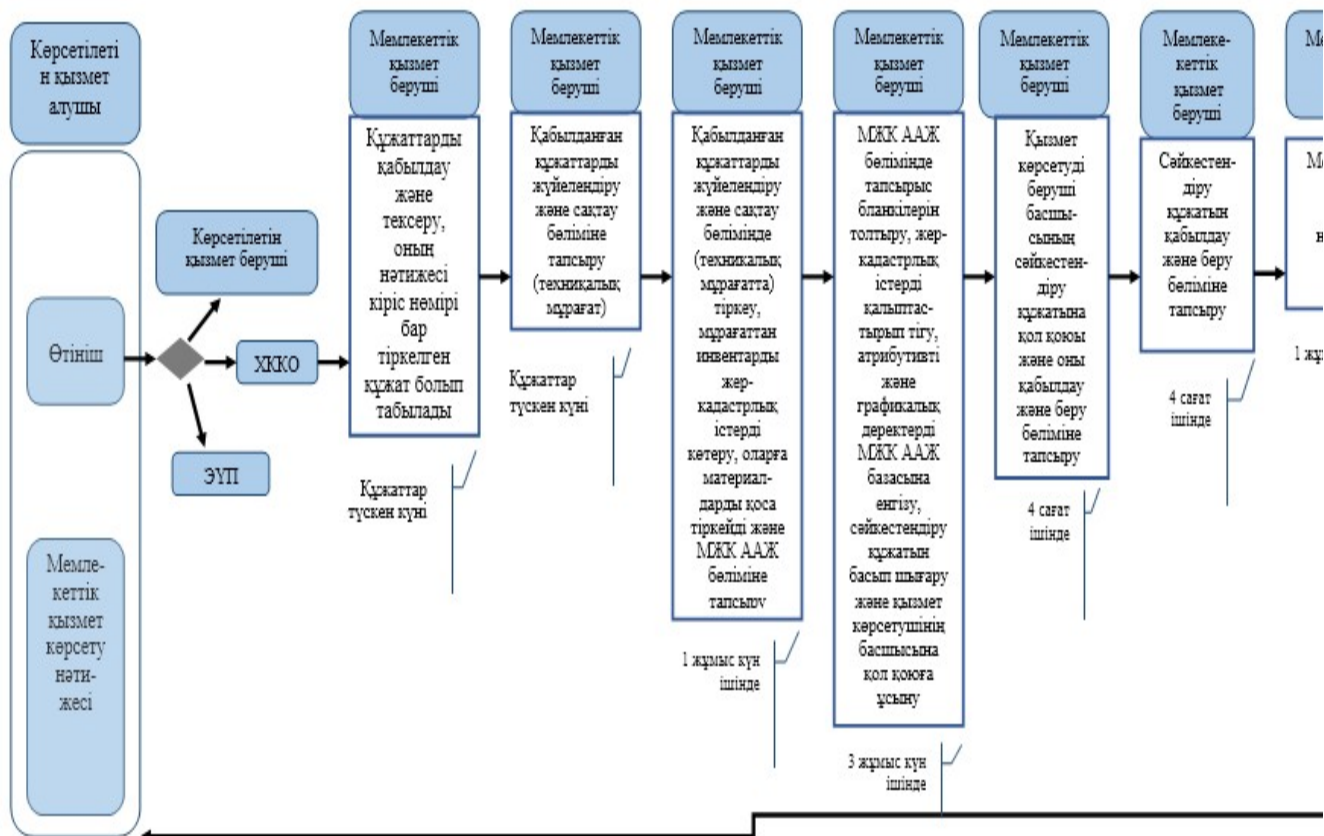 Көрсетілеті
н қызмет
алушы
Өтініш
Мемле-
кеттік
қызмет
көрсету
нәти-
жесі
Көрсетілетін
қызмет беруші
ХККО
ЭҮП
Мемлекеттік
қызмет
беруші
Құжаттарды
қабылдау
және
тексеру,
оның
нәтижесі
кіріс нөмірі
бар
тіркелген
құжат болып
табылады
Құжаттар
түскен күні
Мемлекеттік
қызмет
беруші
Қабылданған
құжаттарды
жүйелендіру
және сақтау
бөліміне
тапсыру
(техникалық
мұрағат)
Құжаттар
түскен күні
Мемлекеттік
қызмет
беруші
Қабылданған
құжаттарды
жүйелендіру
және сақтау
бөлімінде
(техникалық
мұрағатта)
тіркеу,
мұрағаттан
инвентарды
жер-
кадастрлық
істерді
көтеру, оларға
материал-
дарды қоса
тіркейді және
МЖК ААЖ
бөліміне
тапсыру
1 жұмыс күн
ішінде
Мемлекеттік
қызмет
беруші
МЖК ААЖ
бөлімінде
тапсырыс
бланкілерін
толтыру, жер-
кадастрлық
істерді
қалыптас-
тырып тігу,
атрибутивті
және
графикалық
деректерді
МЖК ААЖ
базасына
енгізу,
сәйкестендіру
құжатын
басып шығару
және қызмет
көрсетушінің
басшысына
қол қоюға
ұсыну
3 жұмыс күн
ішінде
Мемлекеттік
қызмет
беруші
Қызмет
көрсетуді
беруші
басшы-
сының
сәйкестен-
діру
құжатына
қол қоюы
және оны
қабылдау
және беру
бөліміне
тапсыру
4 сағат
ішінде
Мемлеке-
кеттік
қызмет
беруші
Сәйкестен-
діру
құжатын
қабылдау
және беру
бөліміне
тапсыру
4 сағат
ішінде